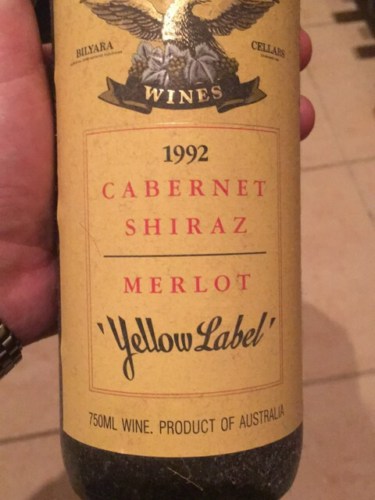 BILYARA
CELLARS
WINES
1992
CABERNET
SHIRAZ
MERLOT
'Yellow Label'
750ML WINE. PRODUCT OF AUSTRALIA